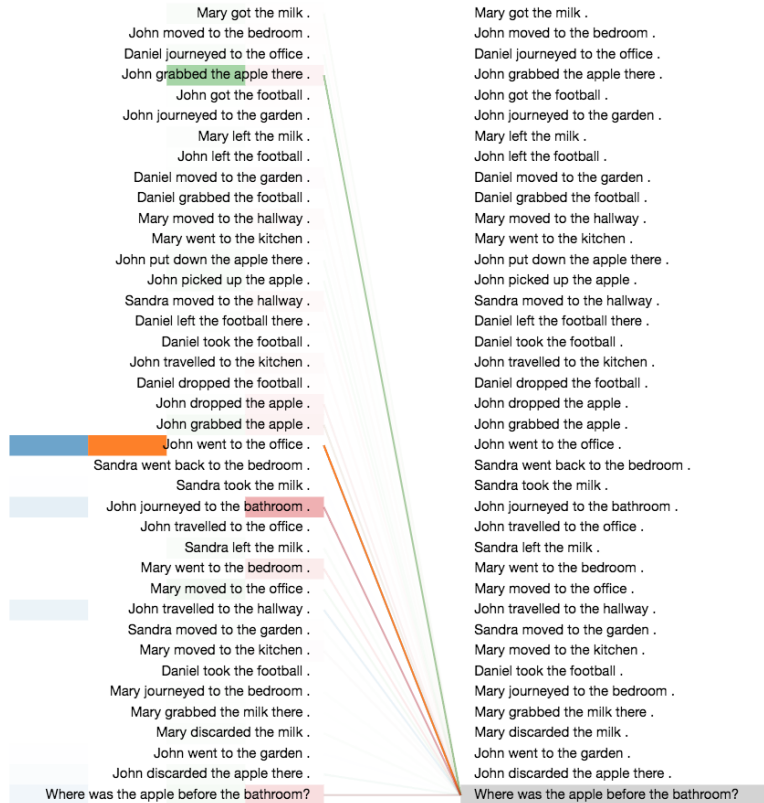 Mary got the milk . Mary got the milk .
John moved to the bedroom . John moved to the bedroom .
Daniel journeyed to the office . Daniel journeyed to the office .
John grabbed the apple there . John grabbed the apple there .
John got the football . John got the football .
John journeyed to the garden . John journeyed to the garden .
Mary left the milk . Mary left the milk .
John left the football . John left the football .
Daniel moved to the garden . Daniel moved to the garden .
Daniel grabbed the football . Daniel grabbed the football .
Mary moved to the hallway . Mary moved to the hallway .
Mary went to the kitchen . Mary went to the kitchen .
John put down the apple there . John put down the apple there .
John picked up the apple . John picked up the apple .
Sandra moved to the hallway . Sandra moved to the hallway .
Daniel left the football there . Daniel left the football there .
Daniel took the football . Daniel took the football .
John travelled to the kitchen . John travelled to the kitchen .
Daniel dropped the football . Daniel dropped the football .
John dropped the apple . John dropped the apple .
John grabbed the apple . John grabbed the apple .
John went to the office . John went to the office .
Sandra went back to the bedroom . Sandra went back to the bedroom .
Sandra took the milk . Sandra took the milk .
John journeyed to the bathroom . John journeyed to the bathroom .
John travelled to the office . John travelled to the office .
Sandra left the milk . Sandra left the milk .
Mary went to the bedroom . Mary went to the bedroom .
Mary moved to the office . Mary moved to the office .
John travelled to the hallway . John travelled to the hallway .
Sandra moved to the garden . Sandra moved to the garden .
Mary moved to the kitchen . Mary moved to the kitchen .
Daniel took the football . Daniel took the football .
Mary journeyed to the bedroom . Mary journeyed to the bedroom .
Mary grabbed the milk there . Mary grabbed the milk there .
Mary discarded the milk . Mary discarded the milk .
John went to the garden . John went to the garden .
John discarded the apple there . John discarded the apple there .
Where was the apple before the bathroom? Where was the apple before the bathroom?